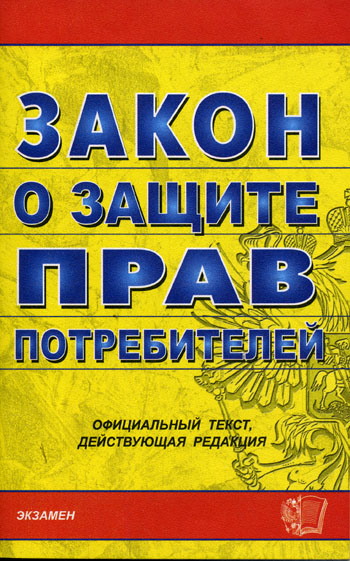 ЗАКОН
О ЗАЩИТЕ
ПРАВ
ПОТРЕБИТЕЛЕЙ
ОФИЦИАЛЬНЫЙ ТЕКСТ,
ДЕЙСТВУЮЩАЯ РЕДАКЦИЯ
ЭКЗАМЕН